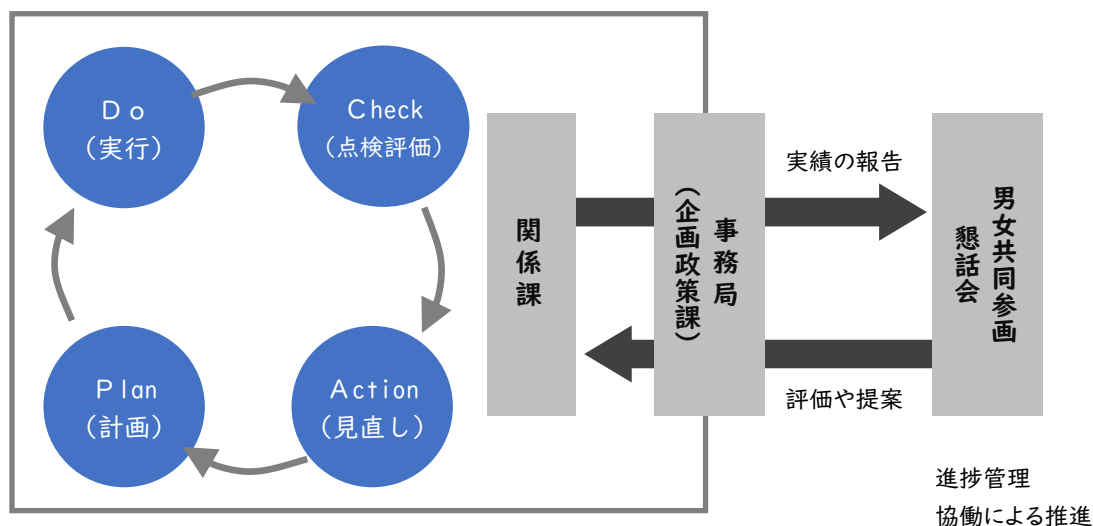 Do
(実行)
Check
(点検評価)
Plan
(計画)
Action
(見直し)
関係課
事務局
(企画政策課)
実績の報告
評価や提案
男女共同参画
懇話会
進捗管理
協働による推進